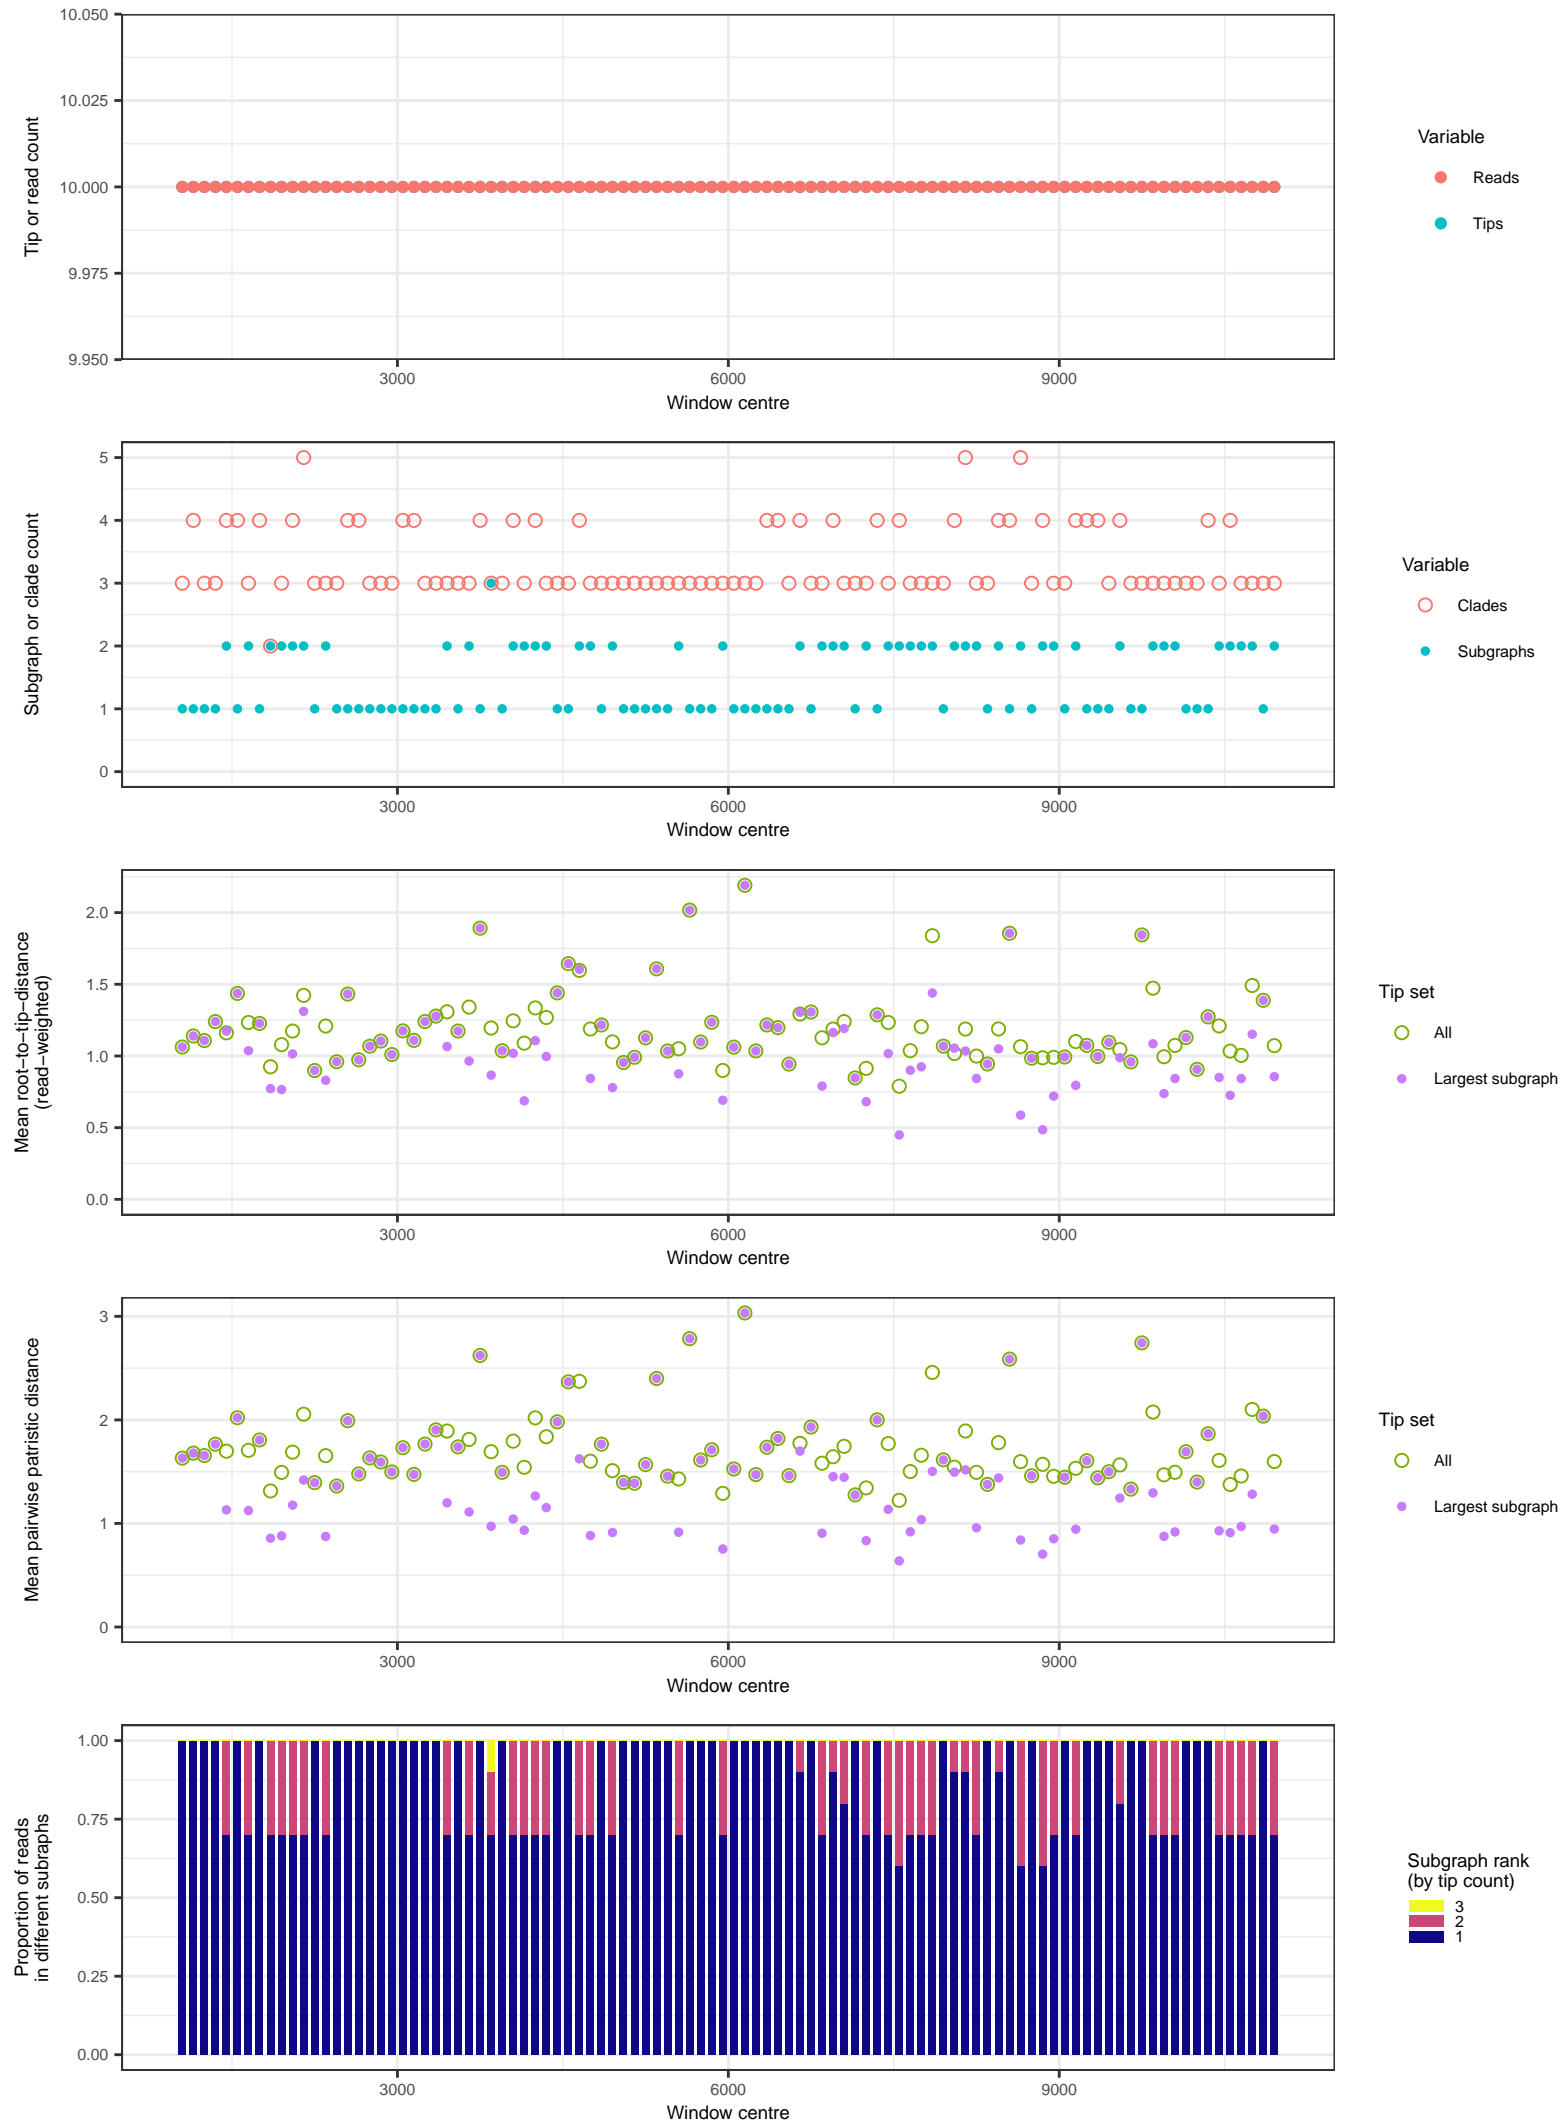 10.050
10.025
10.000
9.975
9.950
Tip or read count
3000 6000 9000
Window centre
Variable
Reads
Tips
5
4
3
2
1
0
Subgraph or clade count
3000 6000 9000
Window centre
Variable
Clades
Subgraphs
2.0
1.5
1.0
0.5
0.0
Mean root−to−tip−distance
(read−weighted)
3000 6000 9000
Window centre
Tip set
All
Largest subgraph
3
2
1
0
Mean pairwise patristic distance
3000 6000 9000
Window centre
Tip set
All
Largest subgraph
1.00
0.75
0.50
0.25
0.00
Proportion of reads
in different subraphs
3000 6000 9000
Window centre
Subgraph rank
(by tip count)
3
2
1